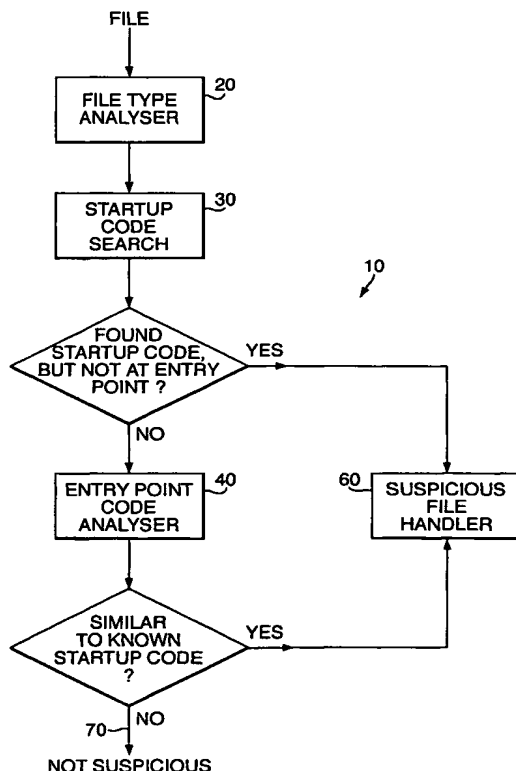 FILE
FILE TYPE
ANALYSER
20
STARTUP
CODE
SEARCH
30
10
FOUND
STARTUP CODE,
BUT NOT AT ENTRY
POINT ?
YES
NO
ENTRY POINT
CODE
ANALYSER
40
60
SUSPICIOUS
FILE
HANDLER
SIMILAR
TO KNOWN
STARTUP CODE
?
YES
70
NO
NOT SUSPICIOUS